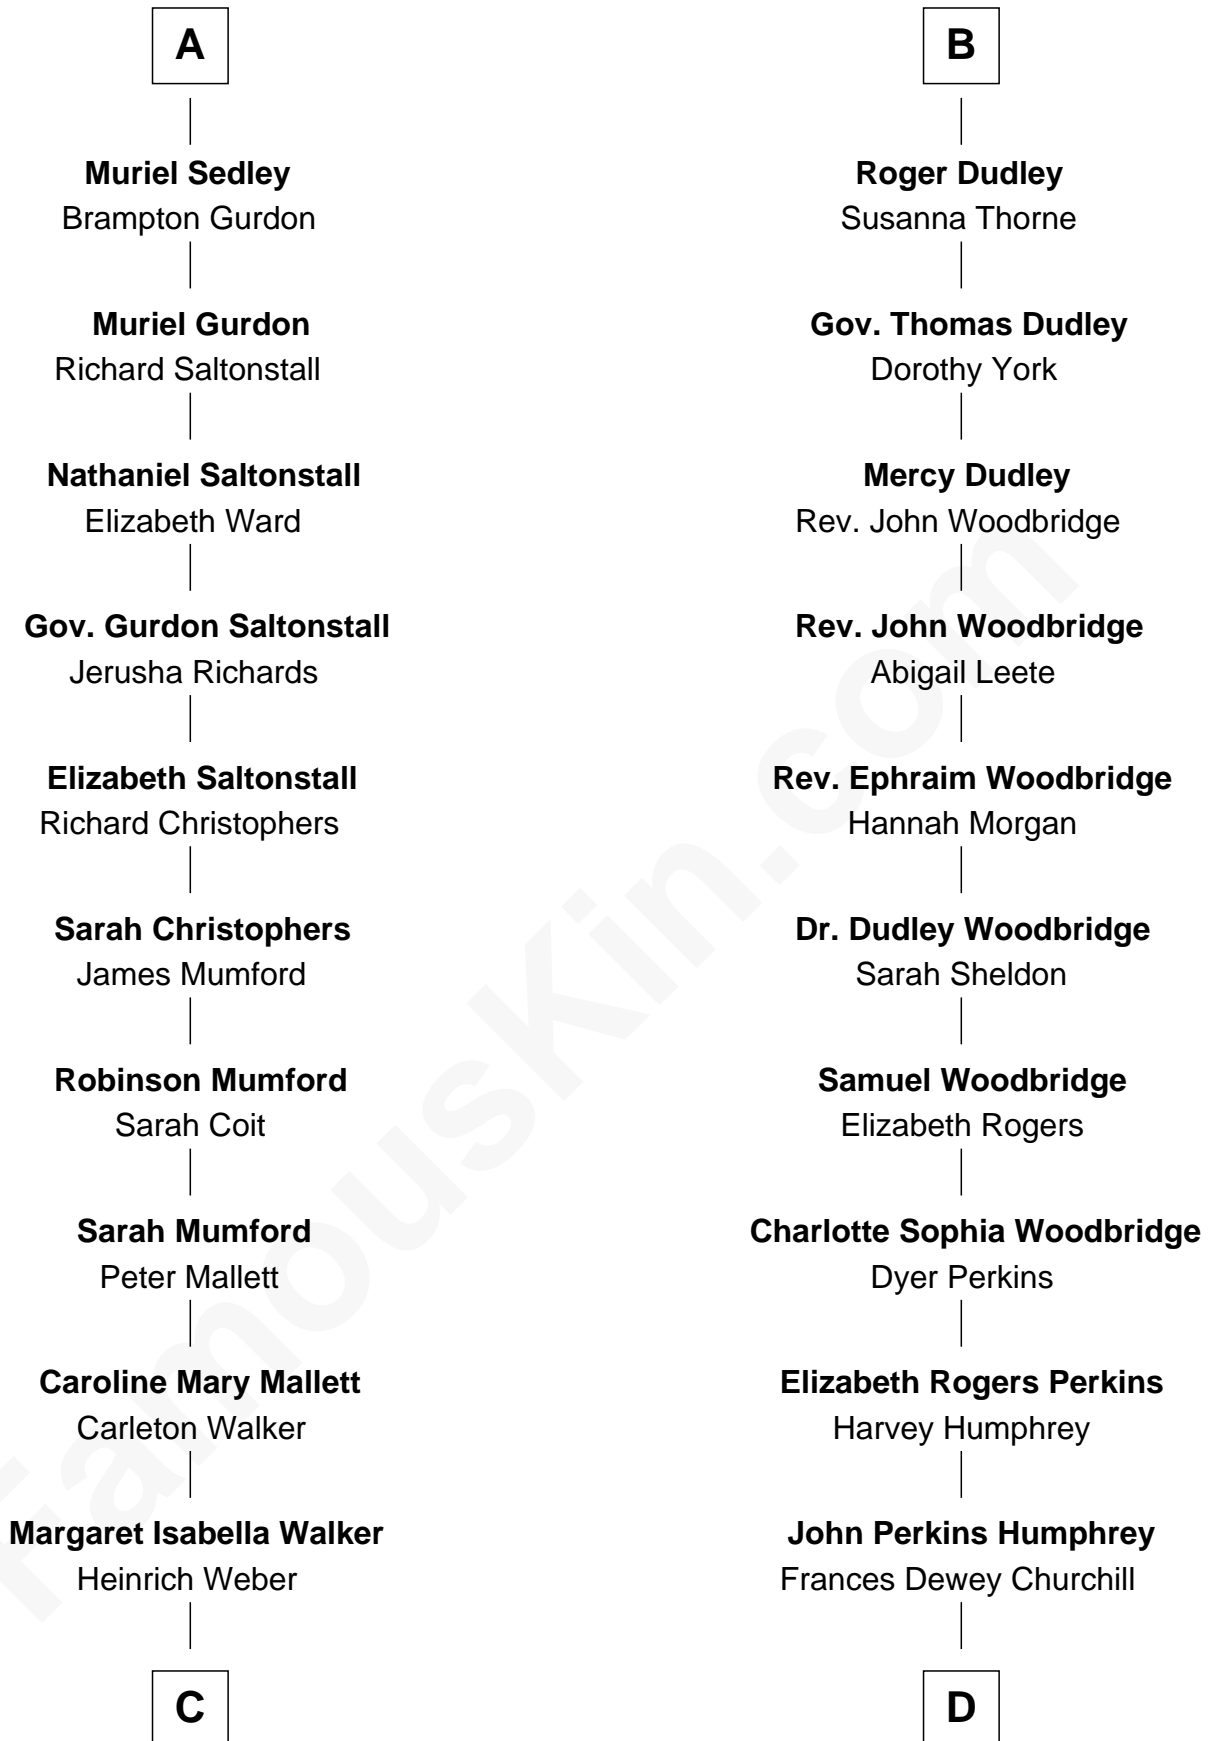 A
Muriel Sedley
Brampton Gurdon
Muriel Gurdon
Richard Saltonstall
Nathaniel Saltonstall
Elizabeth Ward
Gov. Gurdon Saltonstall
Jerusha Richards
Elizabeth Saltonstall
Richard Christophers
Sarah Christophers
James Mumford
Robinson Mumford
Sarah Coit
Sarah Mumford
Peter Mallett
Caroline Mary Mallett
Carleton Walker
Margaret Isabella Walker
Heinrich Weber
C
B
Roger Dudley
Susanna Thorne
Gov. Thomas Dudley
Dorothy York
Mercy Dudley
Rev. John Woodbridge
Rev. John Woodbridge
Abigail Leete
Rev. Ephraim Woodbridge
Hannah Morgan
Dr. Dudley Woodbridge
Sarah Sheldon
Samuel Woodbridge
Elizabeth Rogers
Charlotte Sophia Woodbridge
Dyer Perkins
Elizabeth Rogers Perkins
Harvey Humphrey
John Perkins Humphrey
Frances Dewey Churchill
D
FamousKin.com